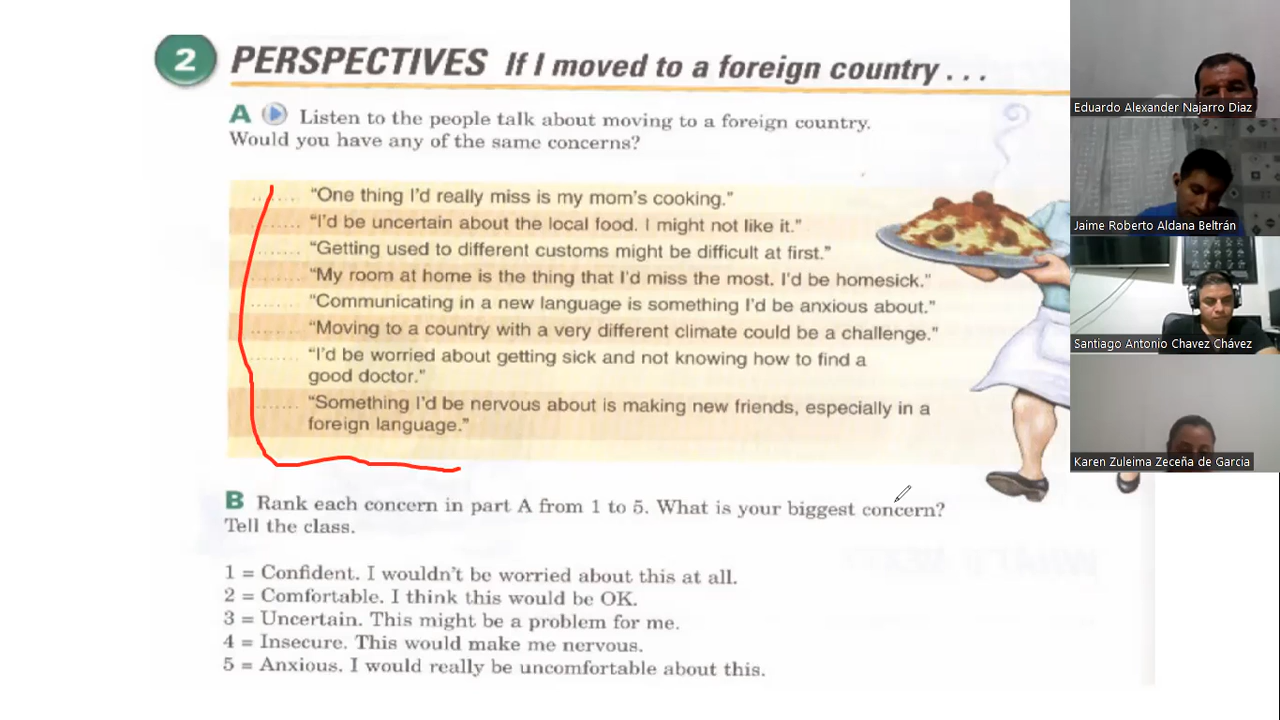 2 PERSPECTIVES If I moved to a foreign country . . .
A Listen to the people talk about moving to a foreign country.
Would you have any of the same concerns?
........ “One thing I’d really miss is my mom’s cooking.”
........ “I’d be uncertain about the local food. I might not like it.”
........ “Getting used to different customs might be difficult at first.”
........ “My room at home is the thing that I’d miss the most. I’d be homesick.”
........ “Communicating in a new language is something I’d be anxious about.”
........ “Moving to a country with a very different climate could be a challenge.”
........ “I’d be worried about getting sick and not knowing how to find a
good doctor.”
........ “Something I’d be nervous about is making new friends, especially in a
foreign language.”
B Rank each concern in part A from 1 to 5. What is your biggest concern?
Tell the class.
1 = Confident. I wouldn’t be worried about this at all.
2 = Comfortable. I think this would be OK.
3 = Uncertain. This might be a problem for me.
4 = Insecure. This would make me nervous.
5 = Anxious. I would really be uncomfortable about this.
Eduardo Alexander Najarro Diaz
Jaime Roberto Aldana Beltrán
Santiago Antonio Chavez Chávez
Karen Zuleima Zeceña de Garcia